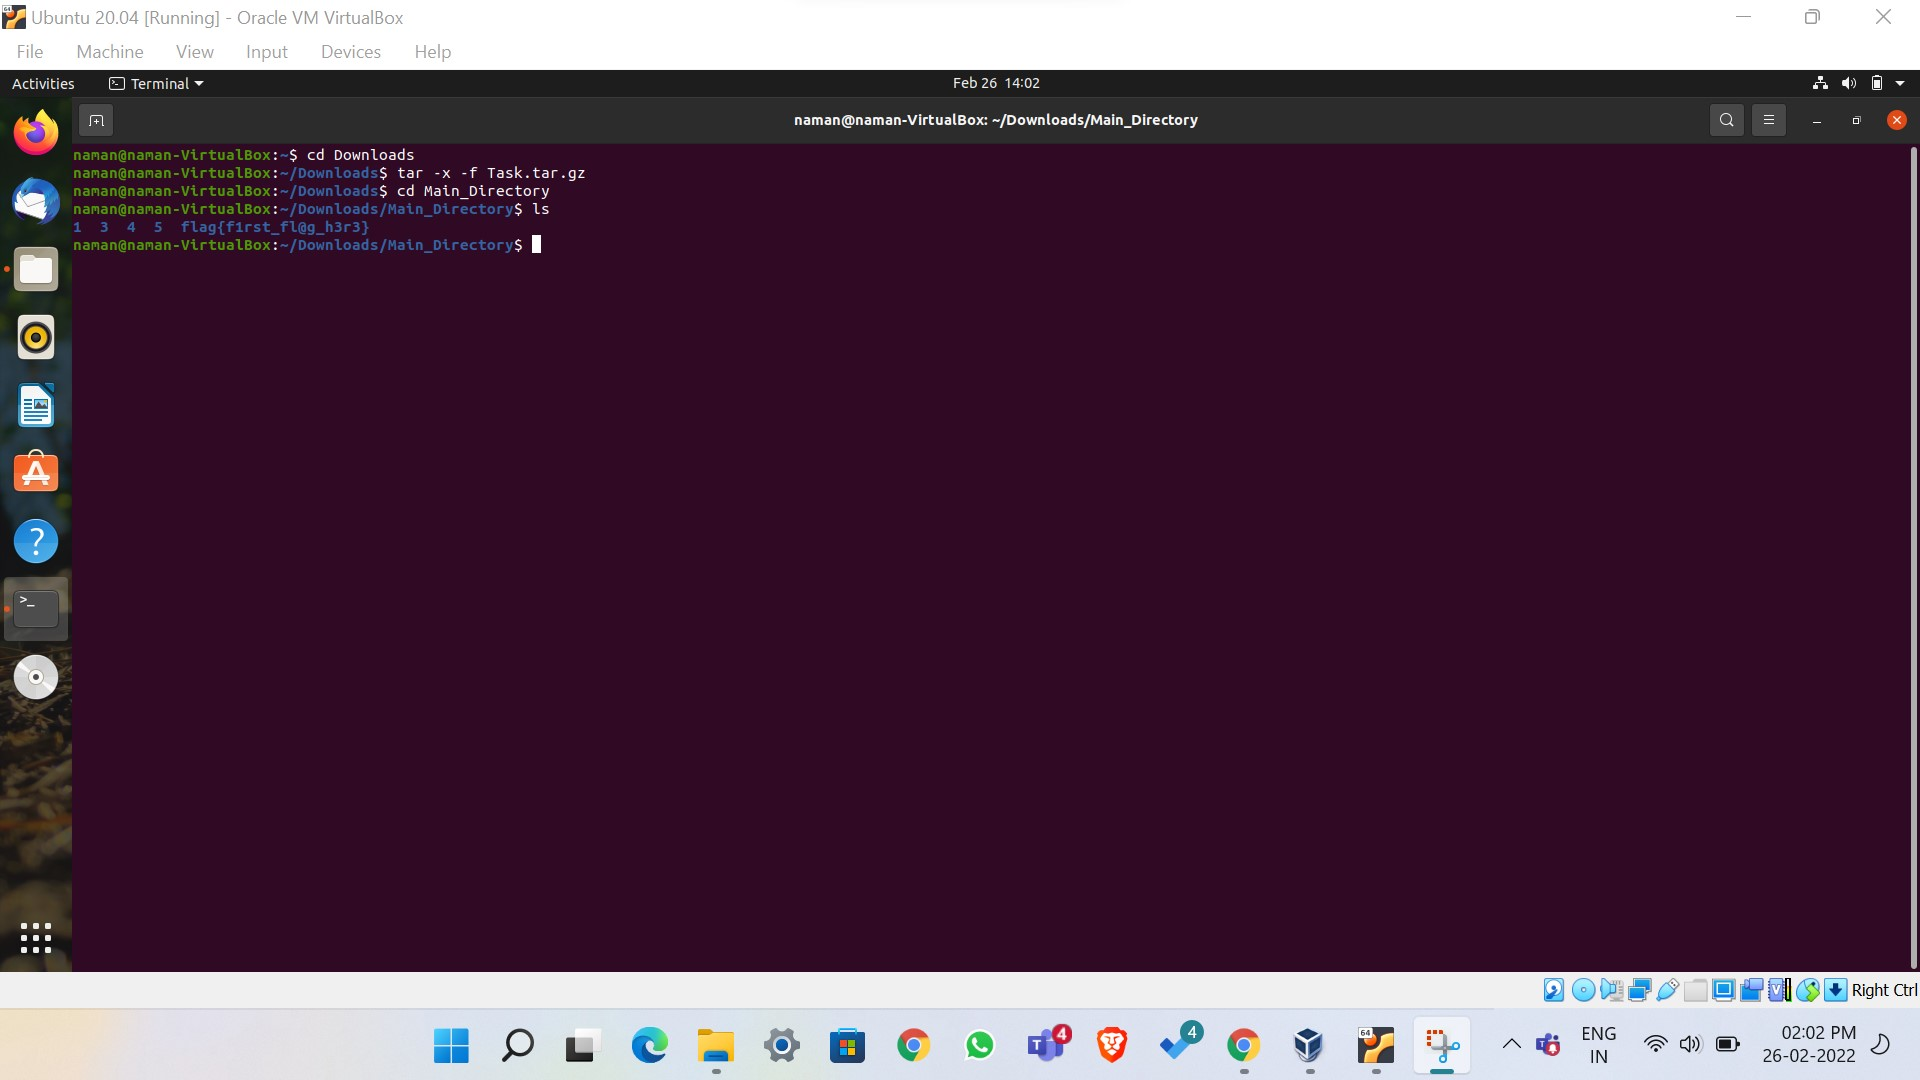 Ubuntu 20.04 [Running] - Oracle VM VirtualBox
File Machine View Input Devices Help
Activities Terminal Feb 26 14:02
naman@naman-VirtualBox: ~/Downloads/Main_Directory
naman@naman-VirtualBox:~$ cd Downloads
naman@naman-VirtualBox:~/Downloads$ tar -x -f Task.tar.gz
naman@naman-VirtualBox:~/Downloads$ cd Main_Directory
naman@naman-VirtualBox:~/Downloads/Main_Directory$ ls
1 3 4 5 flag{f1rst_fl@g_h3r3}
naman@naman-VirtualBox:~/Downloads/Main_Directory$
Right Ctrl
4
4
64
ENG
IN
02:02 PM
26-02-2022